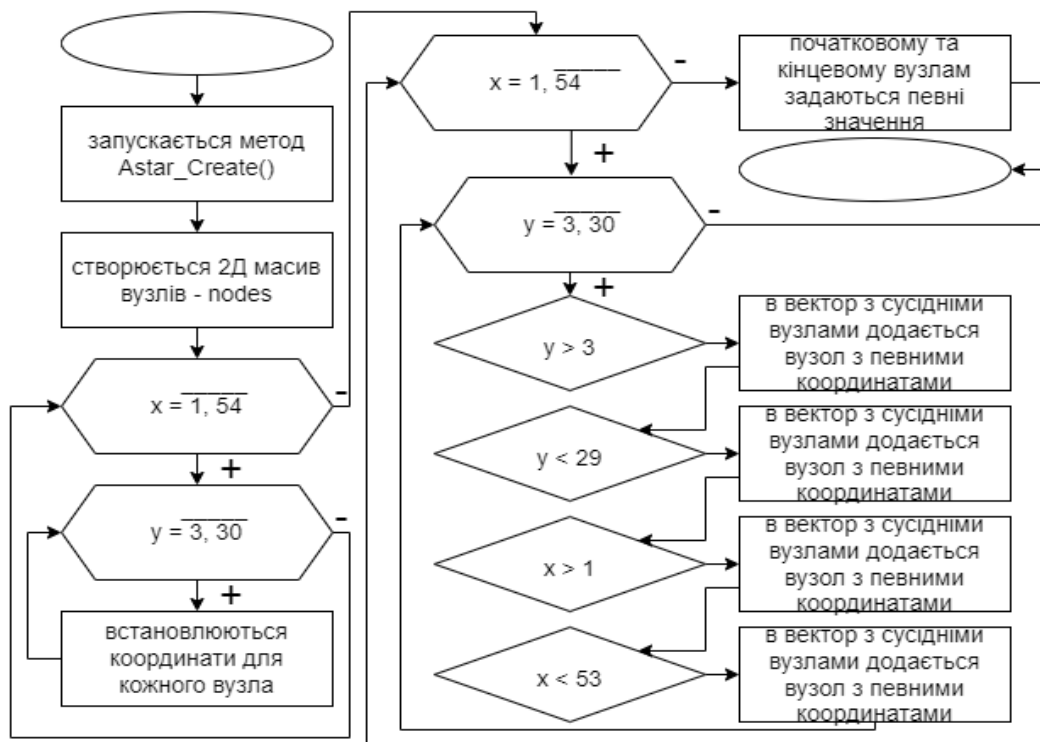 запускається метод
Astar_Create()
створюється 2Д масив
вузлів - nodes
x = 1, 54
-
+
y = 3, 30
-
+
встановлюються
координати для
кожного вузла
x = 1, 54
-
+
початковому та
кінцевому вузлам
задаються певні
значення
y = 3, 30
-
+
y > 3
в вектор з сусідніми
вузлами додається
вузол з певними
координатами
y < 29
в вектор з сусідніми
вузлами додається
вузол з певними
координатами
x > 1
в вектор з сусідніми
вузлами додається
вузол з певними
координатами
x < 53
в вектор з сусідніми
вузлами додається
вузол з певними
координатами